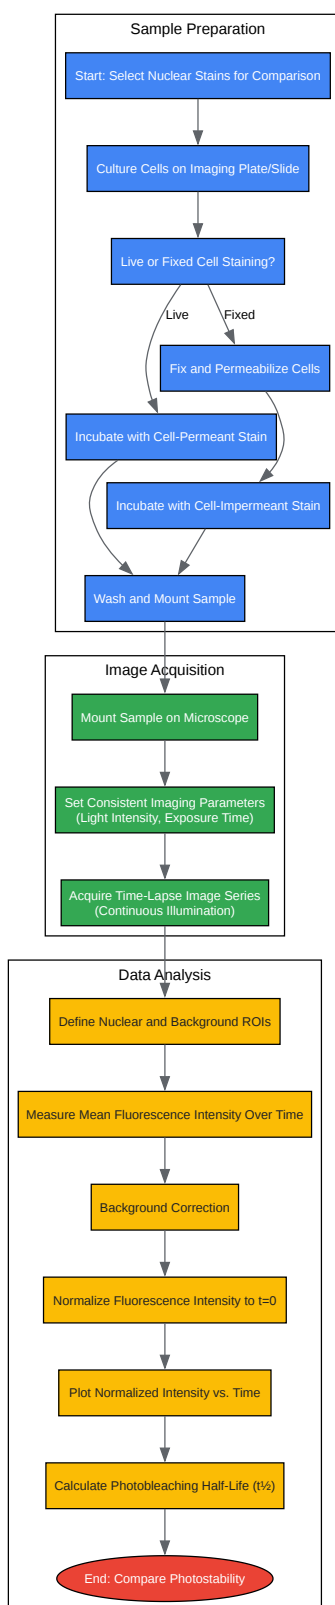 Sample Preparation
Start: Select Nuclear Stains for Comparison
Culture Cells on Imaging Plate/Slide
Live or Fixed Cell Staining?
Live
Fixed
Fix and Permeabilize Cells
Incubate with Cell-Permeant Stain
Incubate with Cell-Impermeant Stain
Wash and Mount Sample
Image Acquisition
Mount Sample on Microscope
Set Consistent Imaging Parameters
(Light Intensity, Exposure Time)
Acquire Time-Lapse Image Series
(Continuous Illumination)
Data Analysis
Define Nuclear and Background ROIs
Measure Mean Fluorescence Intensity Over Time
Background Correction
Normalize Fluorescence Intensity to t=0
Plot Normalized Intensity vs. Time
Calculate Photobleaching Half-Life (t½)
End: Compare Photostability